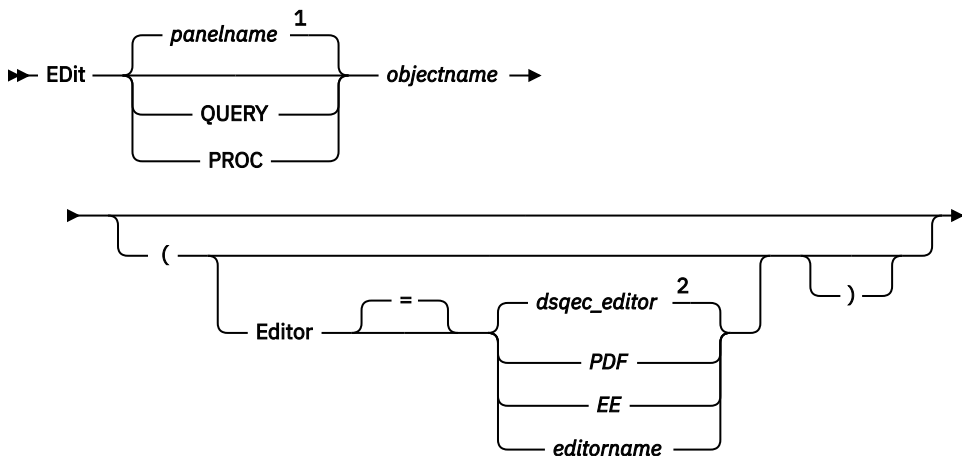 panelname 1
EDit objectname
QUERY
PROC
(
)
=
dsqec_editor 2
Editor
PDF
EE
editorname